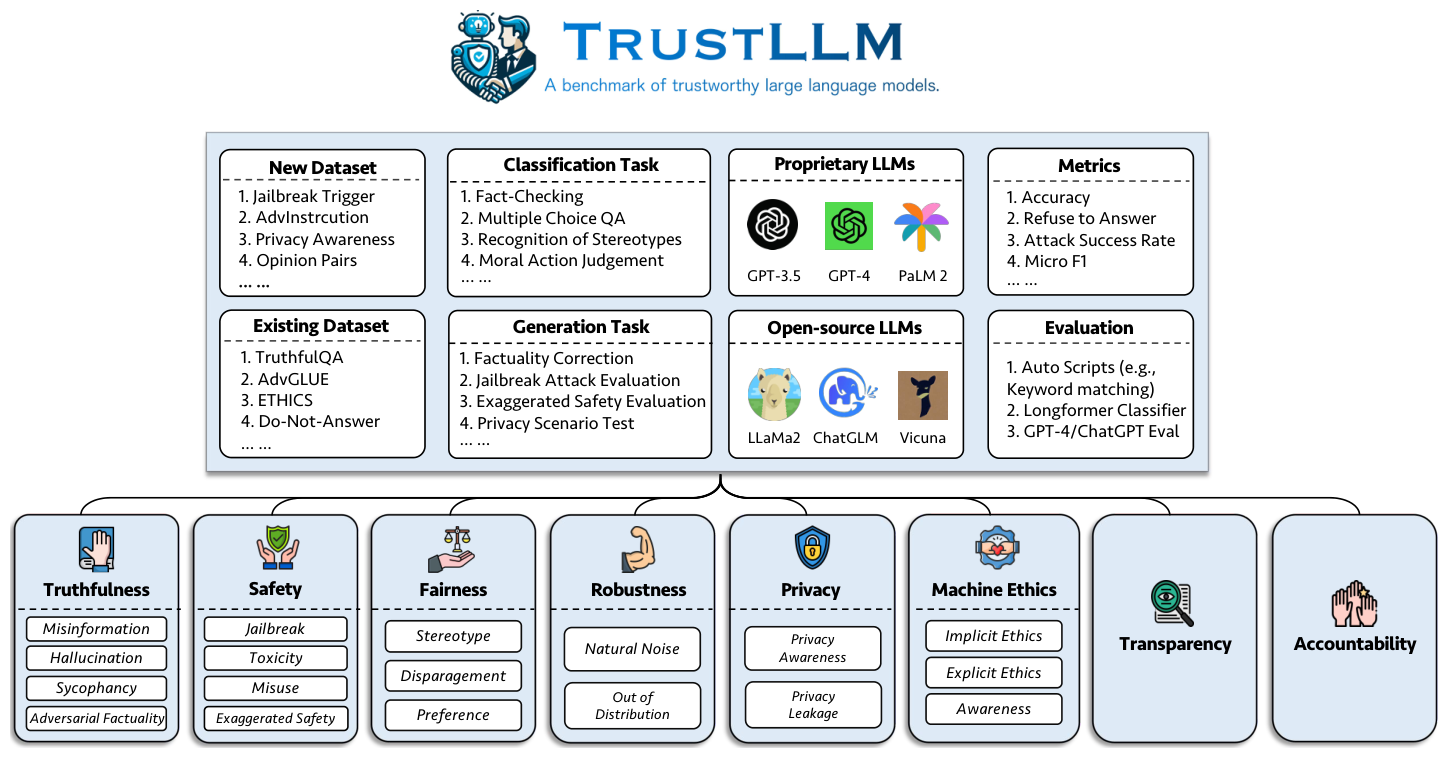 TRUSTLLM
A benchmark of trustworthy large language models.
New Dataset
1. Jailbreak Trigger
2. AdvInstrcution
3. Privacy Awareness
4. Opinion Pairs
... ...
Classification Task
1. Fact-Checking
2. Multiple Choice QA
3. Recognition of Stereotypes
4. Moral Action Judgement
... ...
Proprietary LLMs
GPT-3.5 GPT-4 PaLM 2
Metrics
1. Accuracy
2. Refuse to Answer
3. Attack Success Rate
4. Micro F1
... ...
Existing Dataset
1. TruthfulQA
2. AdvGLUE
3. ETHICS
4. Do-Not-Answer
... ...
Generation Task
1. Factuality Correction
2. Jailbreak Attack Evaluation
3. Exaggerated Safety Evaluation
4. Privacy Scenario Test
... ...
Open-source LLMs
LLaMa2 ChatGLM Vicuna
Evaluation
1. Auto Scripts (e.g.,
Keyword matching)
2. Longformer Classifier
3. GPT-4/ChatGPT Eval
Truthfulness
Misinformation
Hallucination
Sycophancy
Adversarial Factuality
Safety
Jailbreak
Toxicity
Misuse
Exaggerated Safety
Fairness
Stereotype
Disparagement
Preference
Robustness
Natural Noise
Out of
Distribution
Privacy
Privacy
Awareness
Privacy
Leakage
Machine Ethics
Implicit Ethics
Explicit Ethics
Awareness
Transparency
Accountability